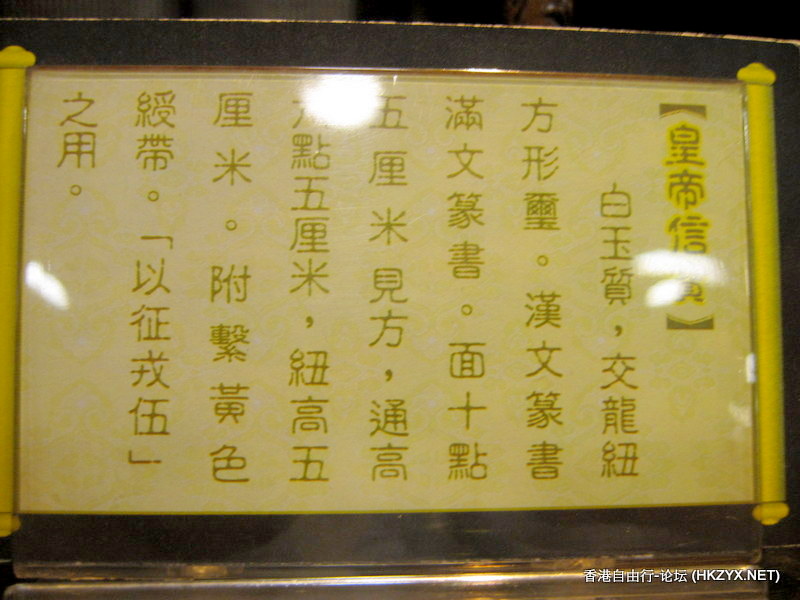 【皇帝信寶】
白玉質，交龍紐
方形璽。漢文篆書
滿文篆書。面十點
五厘米見方，通高
點五厘米，紐高五
厘米。附繫黃色
綬帶。「以征戎伍」
之用。
香港自由行-论坛 (HKZYX.NET)